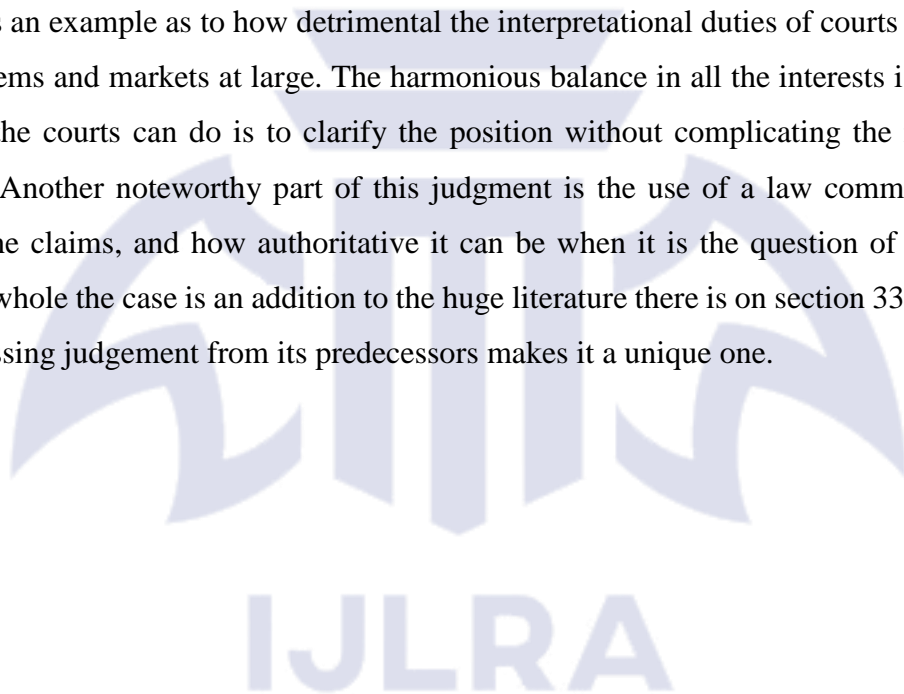 s an example as to how detrimental the interpretational duties of courts
ems and markets at large. The harmonious balance in all the interests i
he courts can do is to clarify the position without complicating the
Another noteworthy part of this judgment is the use of a law comm
ne claims, and how authoritative it can be when it is the question of
whole the case is an addition to the huge literature there is on section 33
ssing judgement from its predecessors makes it a unique one.
IJLRA